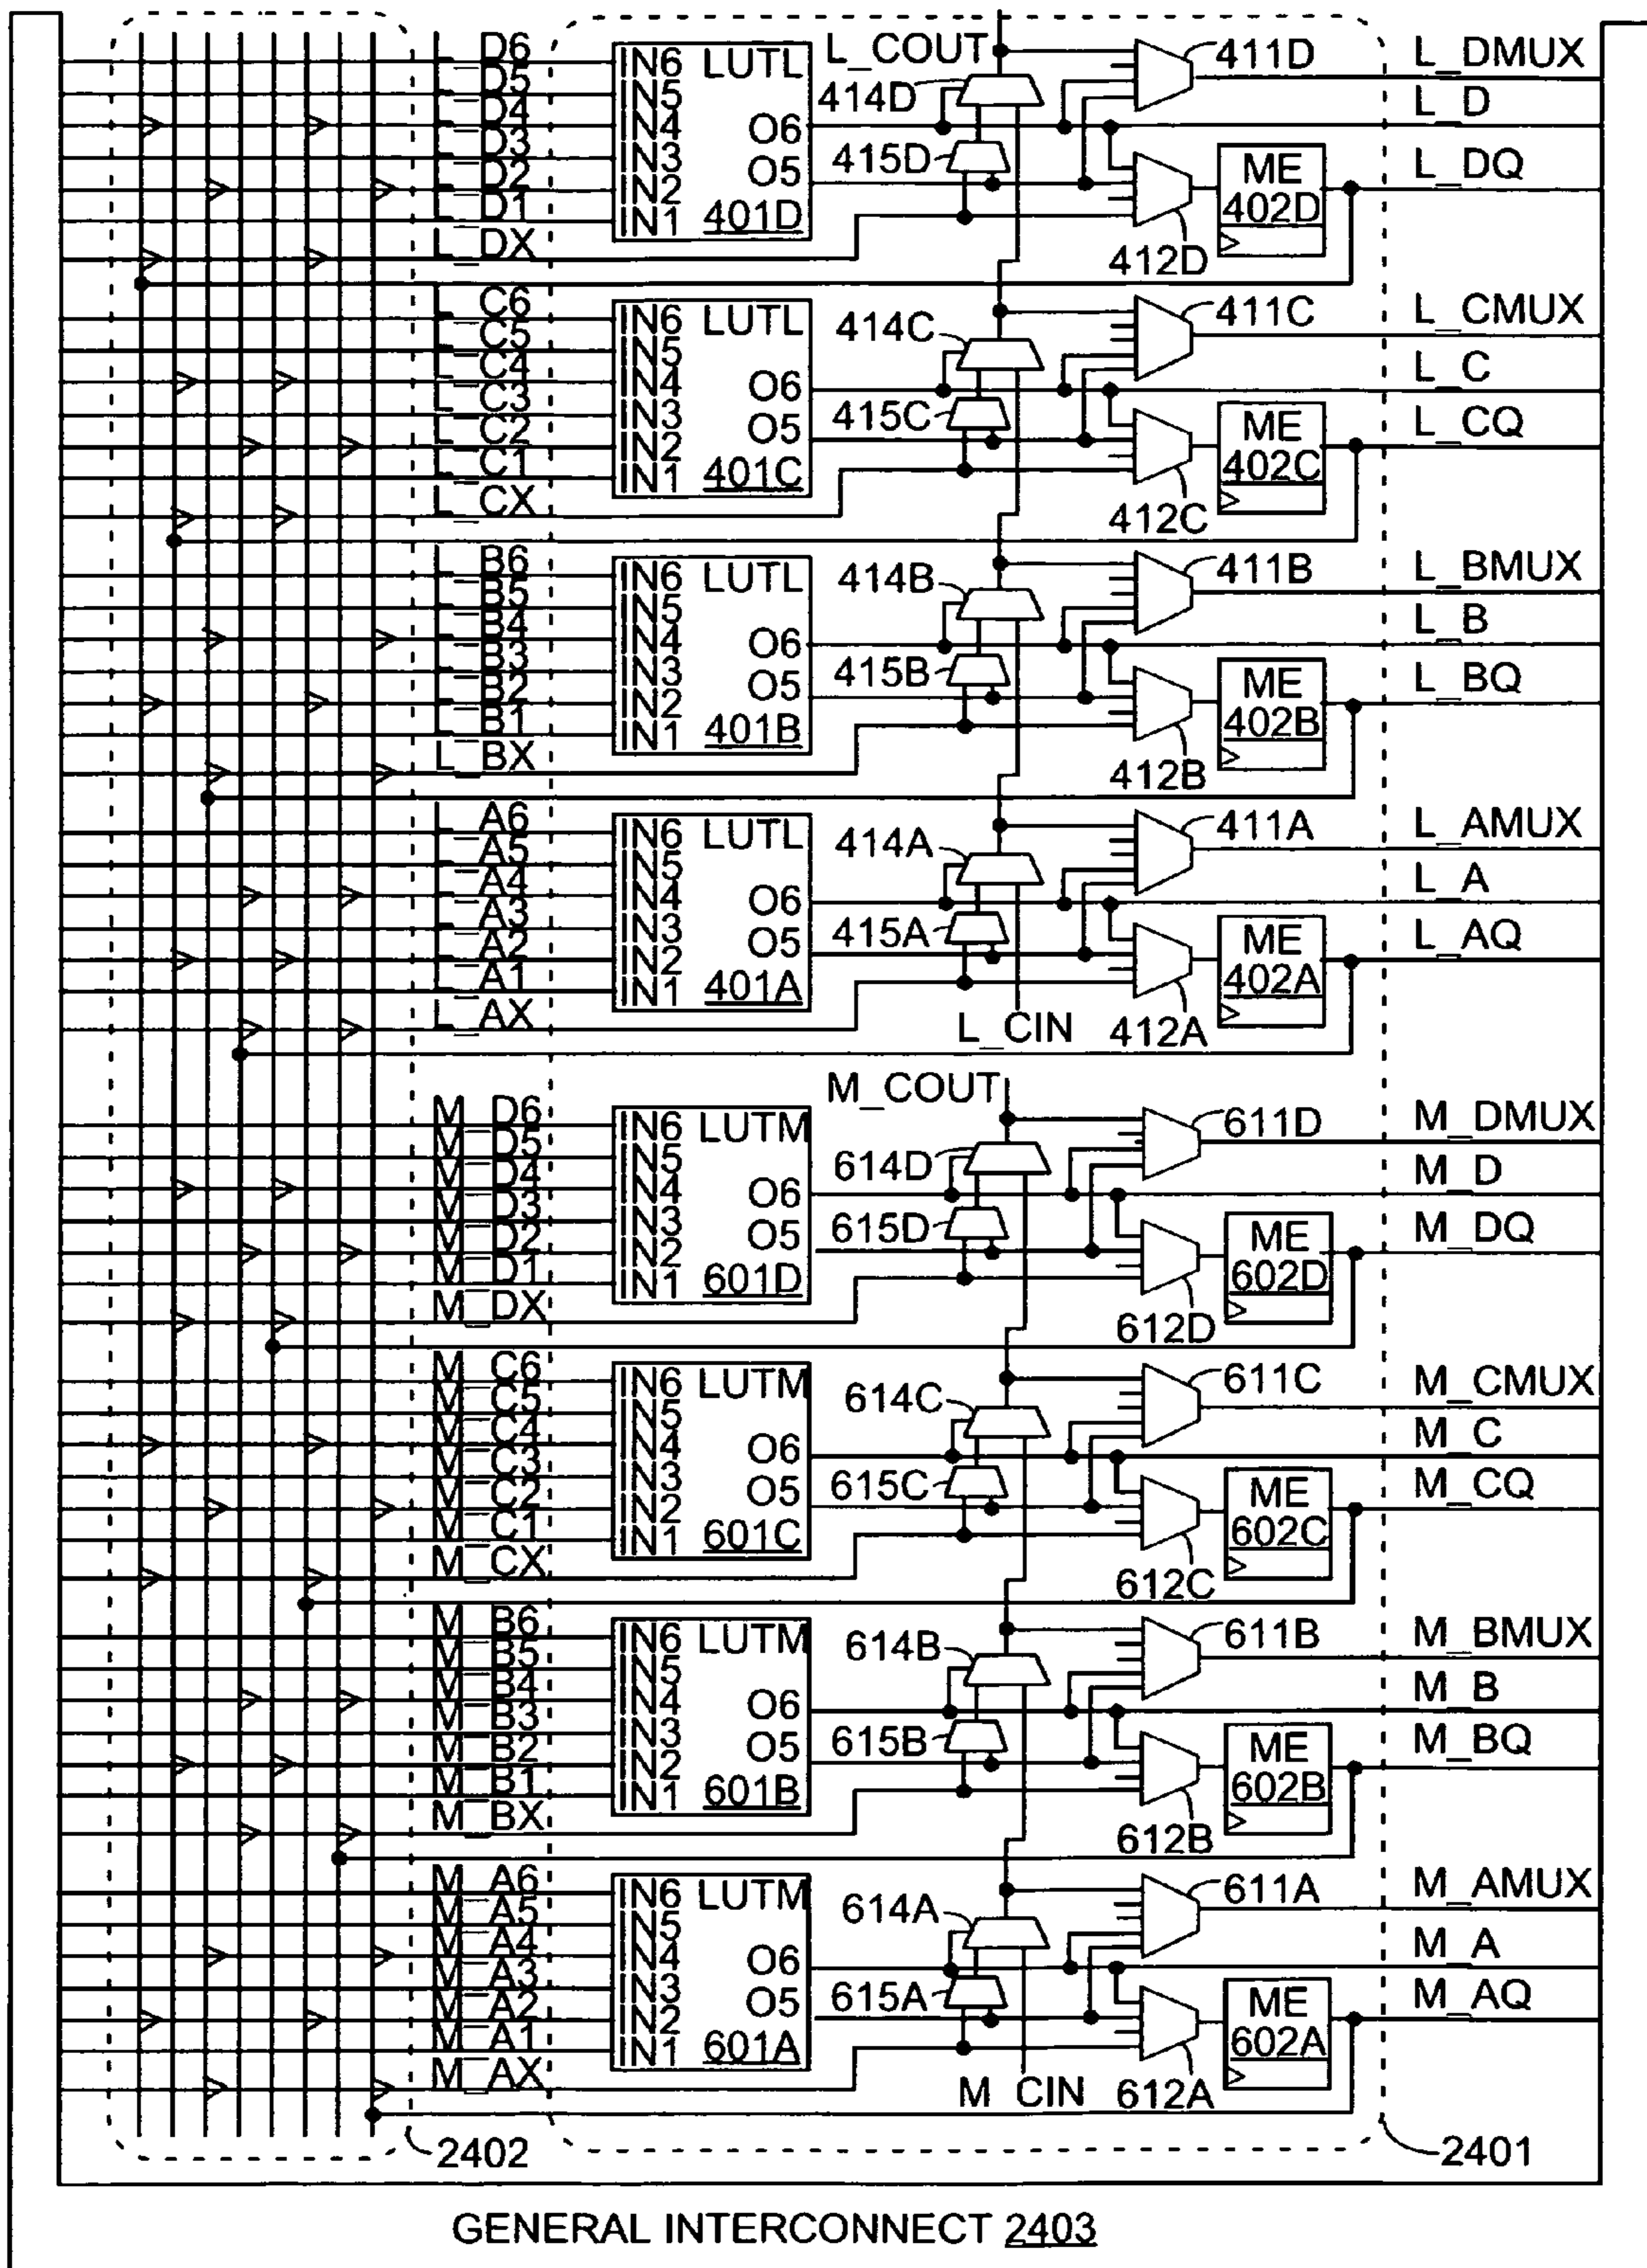 L_D6 IN6 LUTL L_COUT 411D L_DMUX
L_D5 IN5 414D
L_D4 IN4 O6 L_D
L_D3 IN3 415D
L_D2 IN2 O5 ME L_DQ
L_D1 IN1 401D 402D
L_DX 412D
L_C6 IN6 LUTL 414C 411C L_CMUX
L_C5 IN5
L_C4 IN4 O6 L_C
L_C3 IN3 415C
L_C2 IN2 O5 ME L_CQ
L_C1 IN1 401C 402C
L_CX 412C
L_B6 IN6 LUTL 414B 411B L_BMUX
L_B5 IN5
L_B4 IN4 O6 L_B
L_B3 IN3 415B
L_B2 IN2 O5 ME L_BQ
L_B1 IN1 401B 402B
L_BX 412B
L_A6 IN6 LUTL 414A 411A L_AMUX
L_A5 IN5
L_A4 IN4 O6 L_A
L_A3 IN3 415A
L_A2 IN2 O5 ME L_AQ
L_A1 IN1 401A 402A
L_AX L_CIN 412A
M_COUT
M_D6 IN6 LUTM 611D M_DMUX
M_D5 IN5 614D
M_D4 IN4 O6 M_D
M_D3 IN3 615D
M_D2 IN2 O5 ME M_DQ
M_D1 IN1 601D 602D
M_DX 612D
M_C6 IN6 LUTM 614C 611C M_CMUX
M_C5 IN5
M_C4 IN4 O6 M_C
M_C3 IN3 615C
M_C2 IN2 O5 ME M_CQ
M_C1 IN1 601C 602C
M_CX 612C
M_B6 IN6 LUTM 614B 611B M_BMUX
M_B5 IN5
M_B4 IN4 O6 M_B
M_B3 IN3 615B
M_B2 IN2 O5 ME M_BQ
M_B1 IN1 601B 602B
M_BX 612B
M_A6 IN6 LUTM 614A 611A M_AMUX
M_A5 IN5
M_A4 IN4 O6 M_A
M_A3 IN3 615A
M_A2 IN2 O5 ME M_AQ
M_A1 IN1 601A 602A
M_AX M_CIN 612A
2402 2401
GENERAL INTERCONNECT 2403